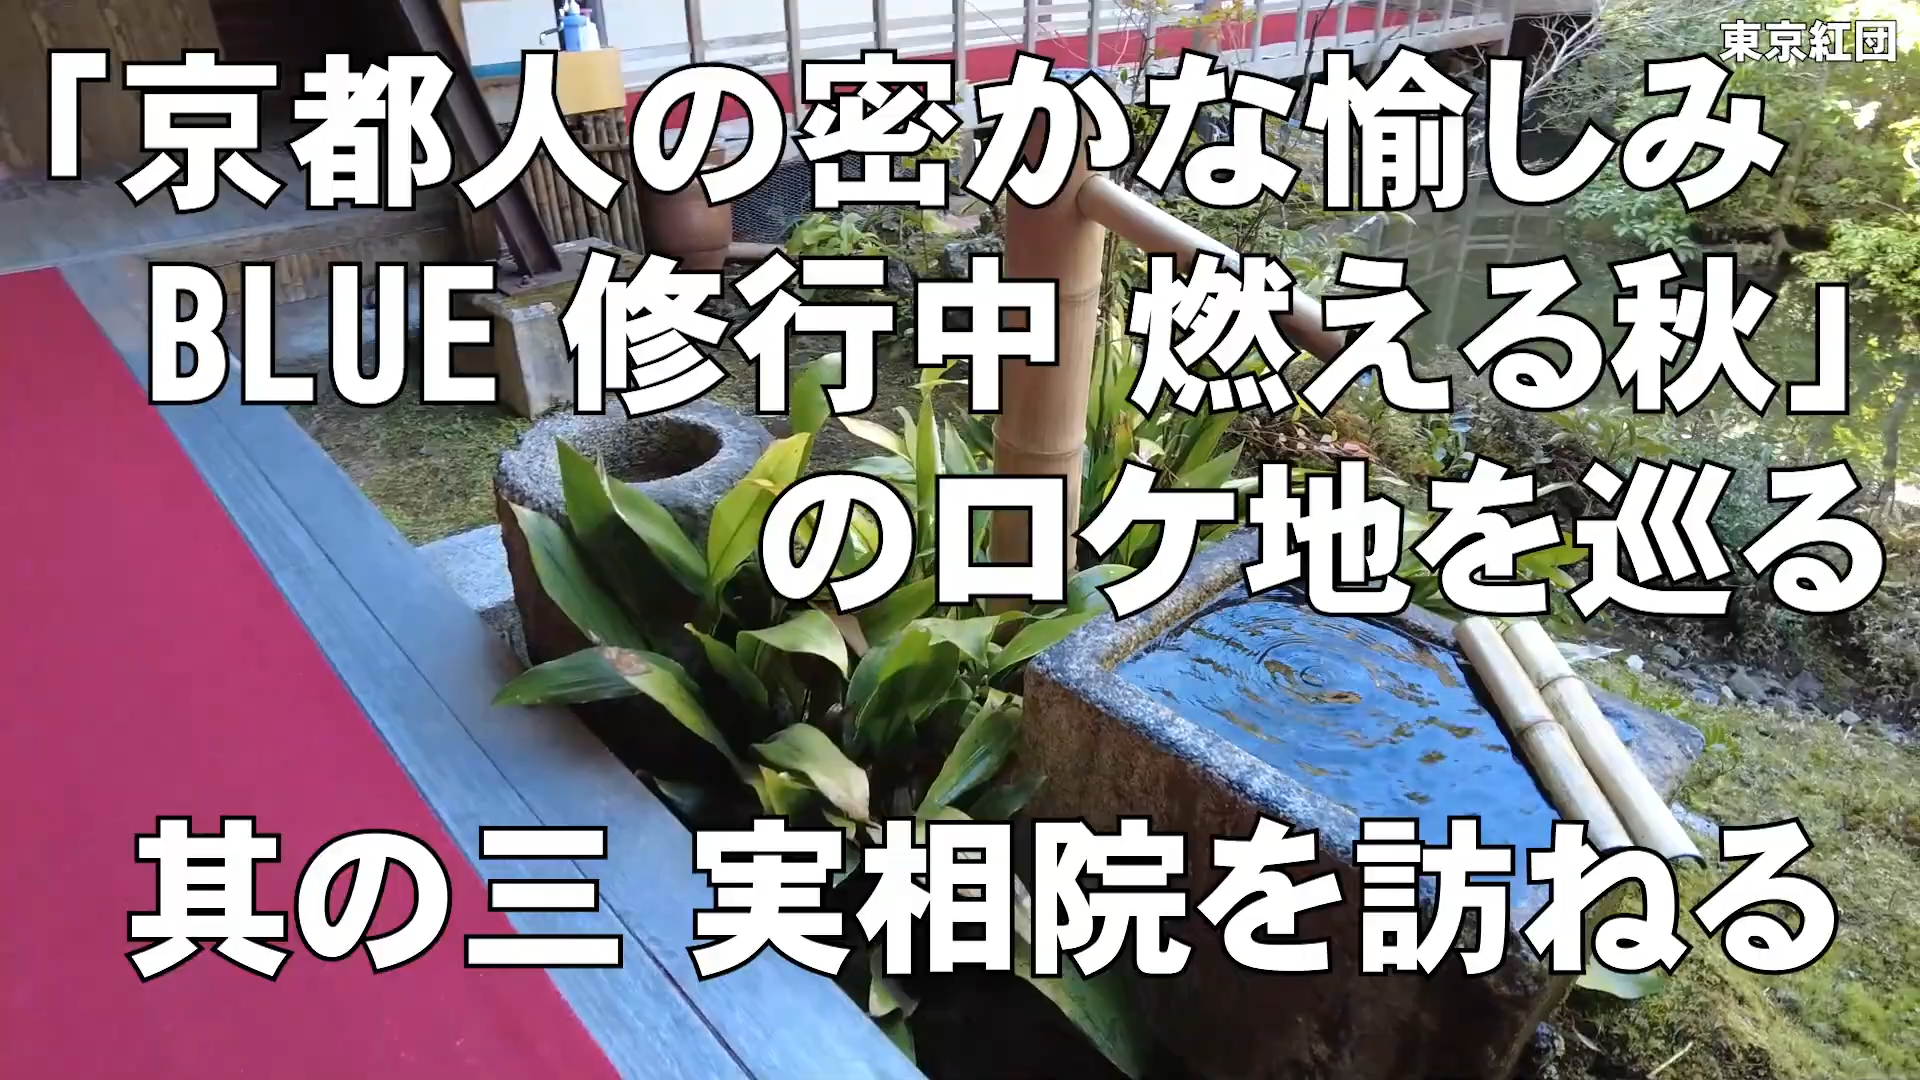 東京紅団
「京都人の密かな愉しみ
BLUE 修行中 燃える秋」
のロケ地を巡る
其の三 実相院を訪ねる